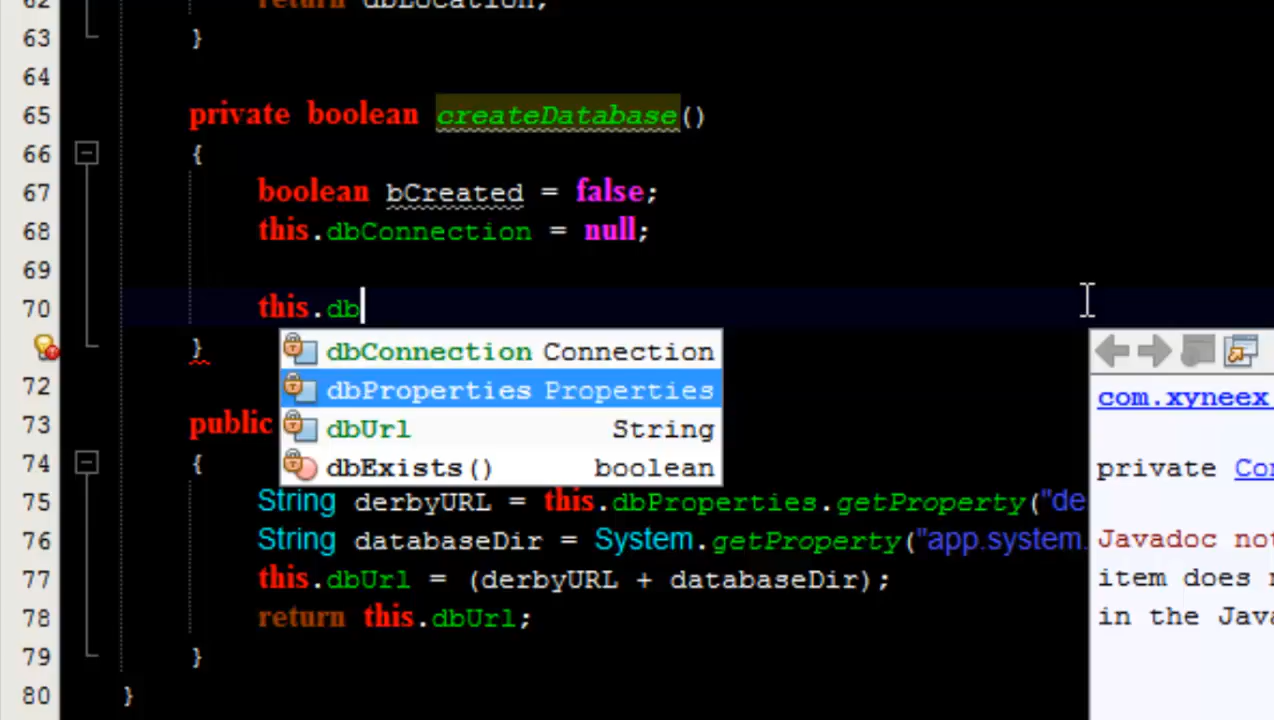 62 return dbLocation;
63 }
64
65 private boolean createDatabase()
66 {
67 boolean bCreated = false;
68 this.dbConnection = null;
69
70 this.db
}
dbConnection Connection
dbProperties Properties
dbUrl String
dbExists() boolean
72
73 public
74 {
75 String derbyURL = this.dbProperties.getProperty("de
76 String databaseDir = System.getProperty("app.system.
77 this.dbUrl = (derbyURL + databaseDir);
78 return this.dbUrl;
79 }
80 }
com.xyneex
private Co
Javadoc not
item does
in the Java